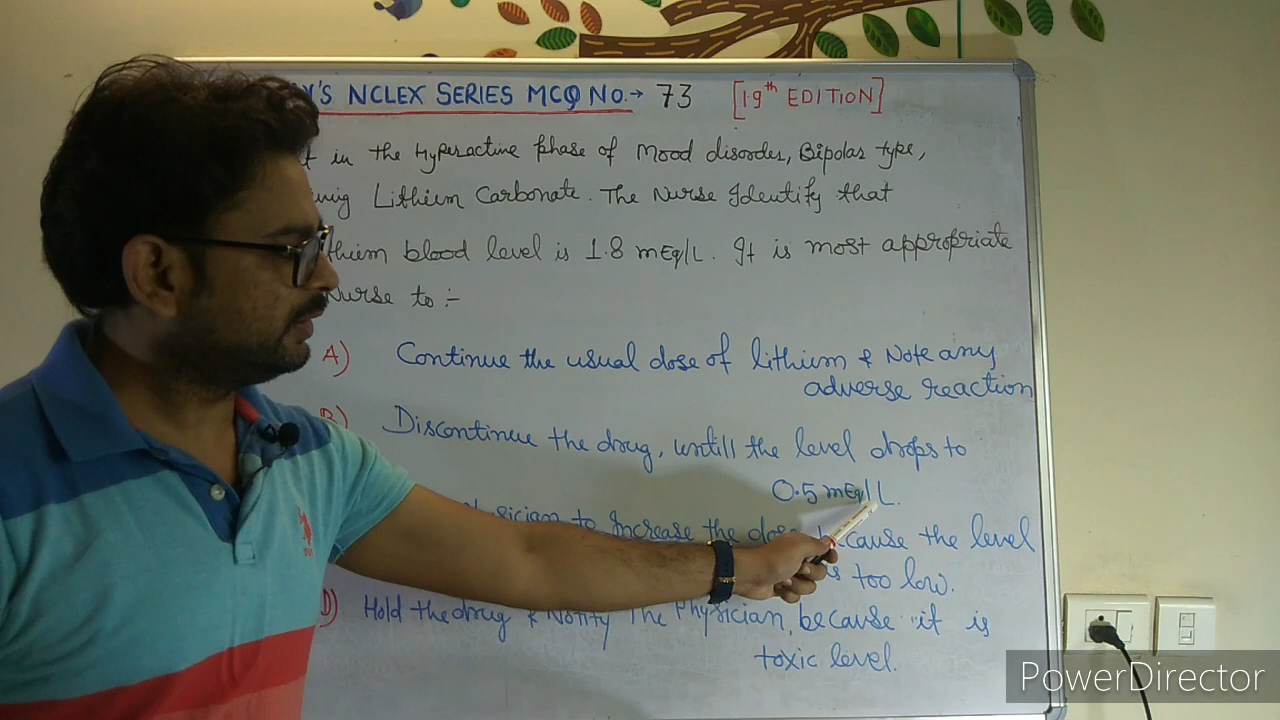 Y'S NCLEX SERIES MCQ NO.→ 73 [19th EDITION]
in the Hyperactive phase of Mood disorder, Bipolar type,
Lithium Carbonate. The Nurse Identify that
thium blood level is 1.8 mEq/L. It is most appropriate
Nurse to :-
A) Continue the usual dose of lithium & Note any
adverse reaction
B) Discontinue the drug, untill the level drops to
0.5 mEq/L.
sician to Increase the dose because the level
is too low.
D) Hold the drug & Notify The Physician, because it is
toxic level.
PowerDirector